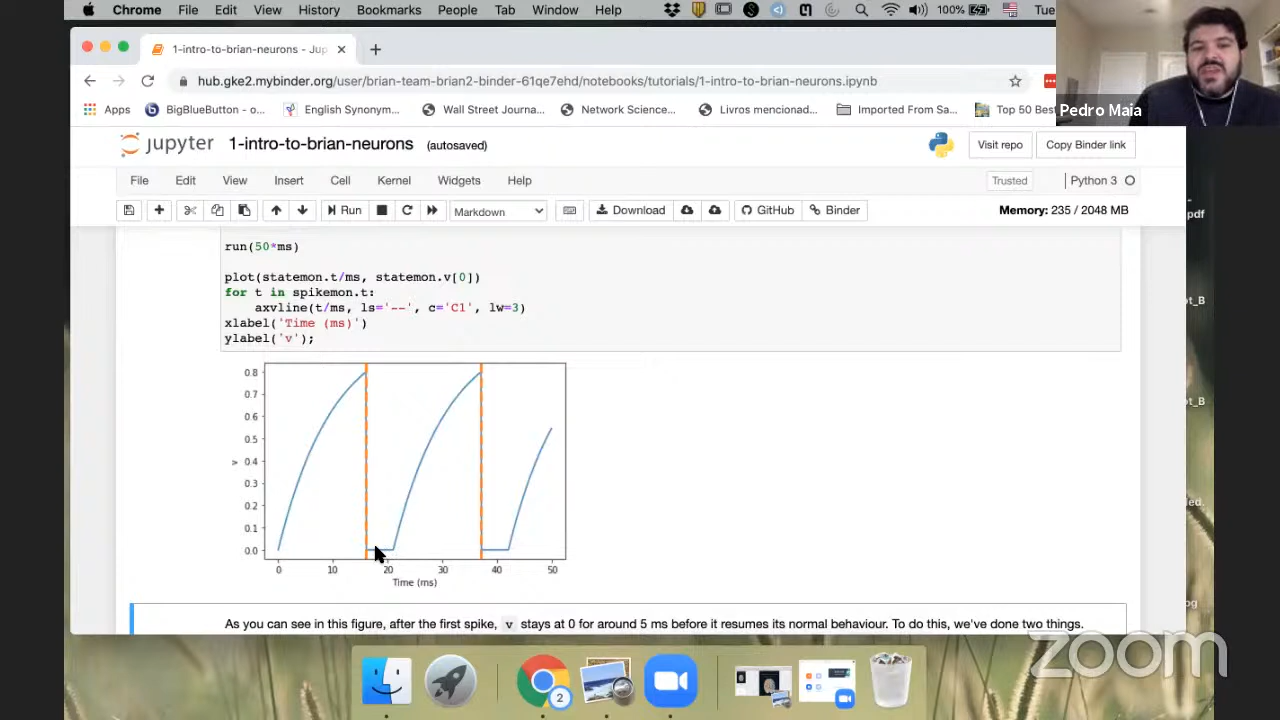 Chrome File Edit View History Bookmarks People Tab Window Help 100% Tue
1-intro-to-brian-neurons - Jup
hub.gke2.mybinder.org/user/brian-team-brian2-binder-61qe7ehd/notebooks/tutorials/1-intro-to-brian-neurons.ipynb
Pedro Maia
Apps BigBlueButton - o... English Synonym... Wall Street Journa... Network Science... Livros mencionad... Imported From Sa... Top 50 Bes
jupyter 1-intro-to-brian-neurons (autosaved) Visit repo Copy Binder link
File Edit View Insert Cell Kernel Widgets Help Trusted Python 3
Run Markdown Download GitHub Binder Memory: 235 / 2048 MB
pdf
run(50*ms)
plot(statemon.t/ms, statemon.v[0])
for t in spikemon.t:
axvline(t/ms, ls='--', c='C1', lw=3)
xlabel('Time (ms)')
ylabel('v');
ot_B
0.8
0.7
0.6
0.5
0.4
0.3
0.2
0.1
0.0
v
0 10 20 30 40 50
Time (ms)
ot_B
ed.
og
As you can see in this figure, after the first spike, v stays at 0 for around 5 ms before it resumes its normal behaviour. To do this, we've done two things.
2
zoom